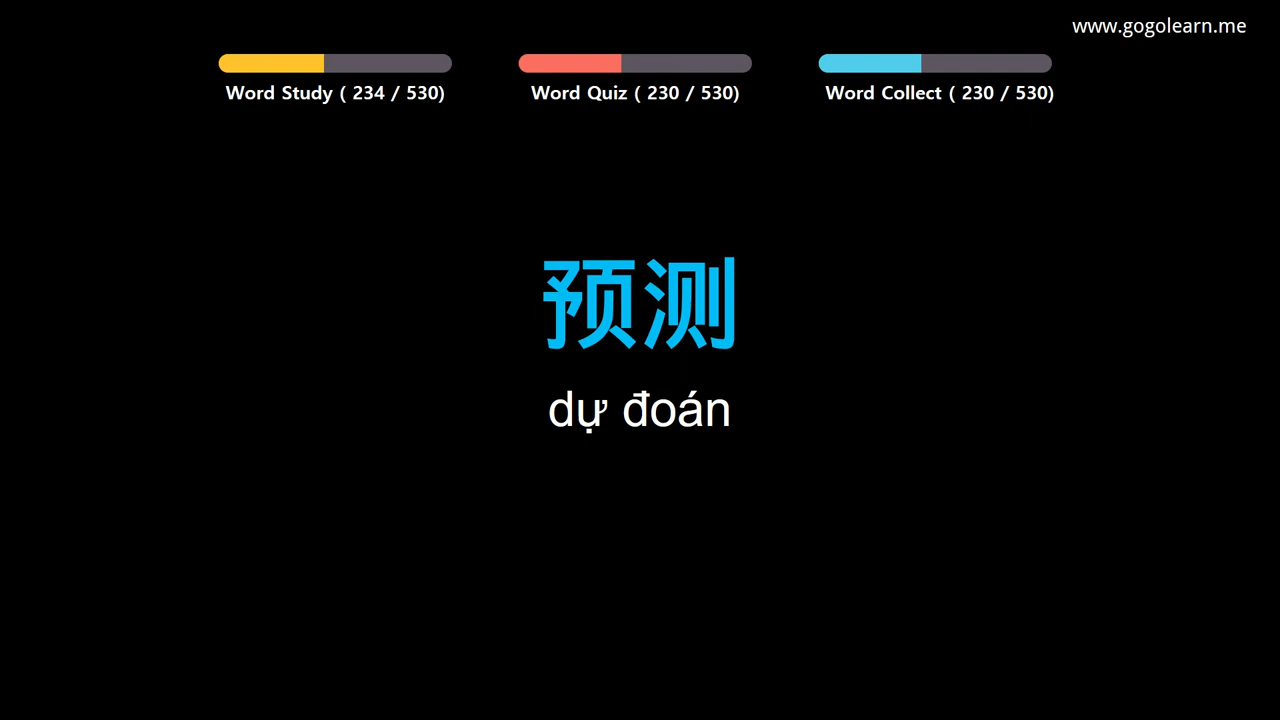 www.gogolearn.me
Word Study ( 234 / 530)
Word Quiz ( 230 / 530)
Word Collect ( 230 / 530)
预测
dự đoán